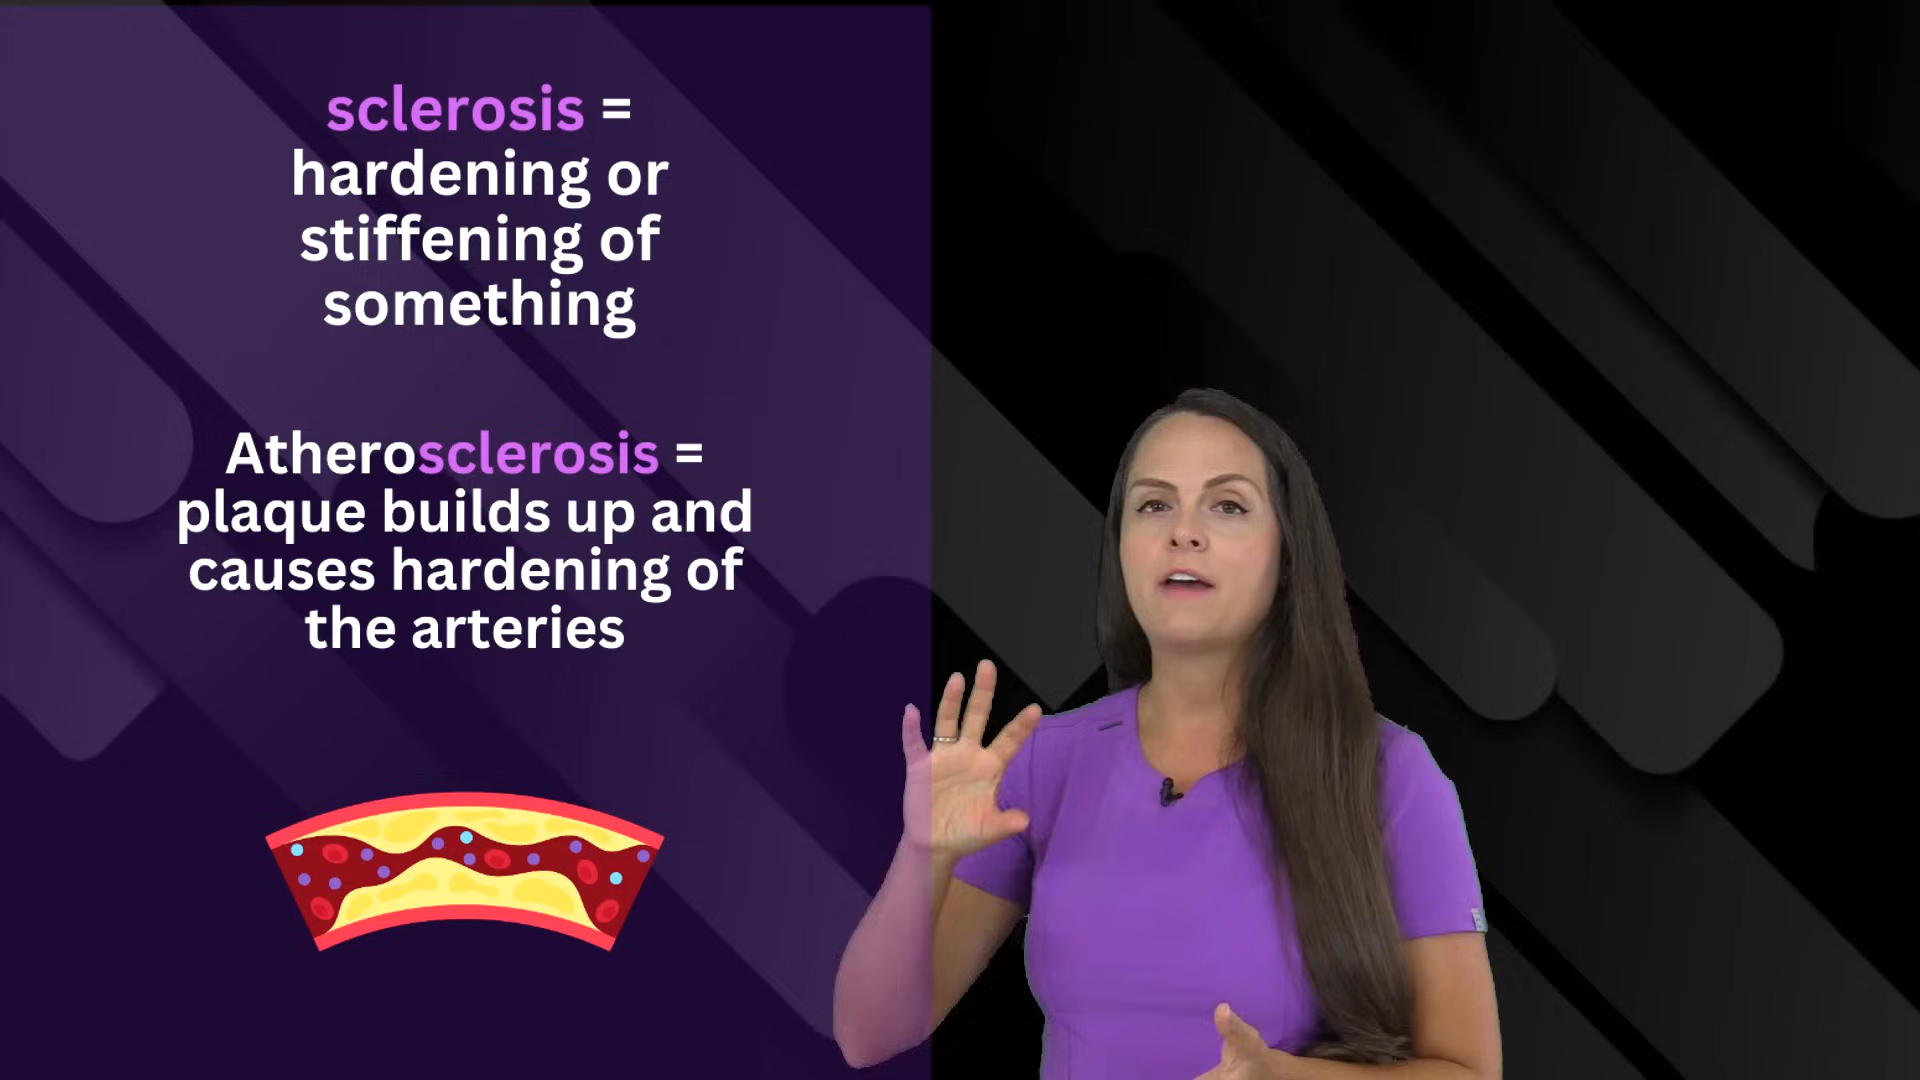 sclerosis =
hardening or
stiffening of
something
Atherosclerosis =
plaque builds up and
causes hardening of
the arteries